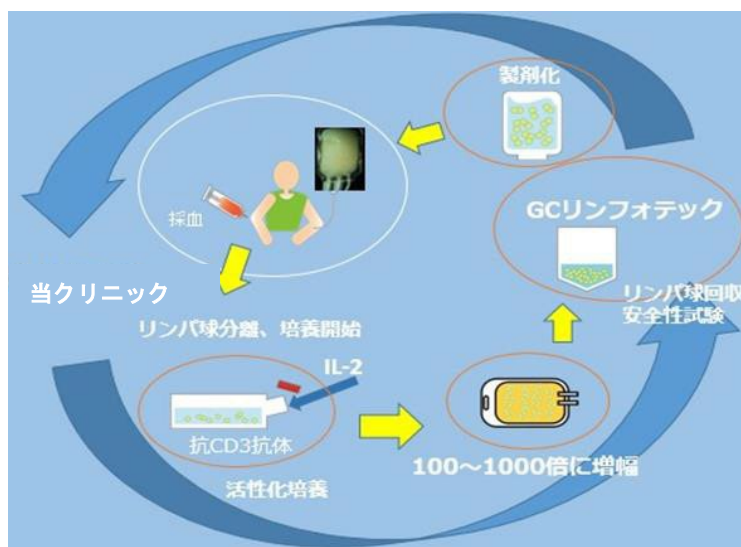 製剤化
採血
GCリンフォテック
当クリニック
リンパ球回収
安全性試験
リンパ球分離、培養開始
IL-2
抗CD3抗体
100～1000倍に増幅
活性化培養